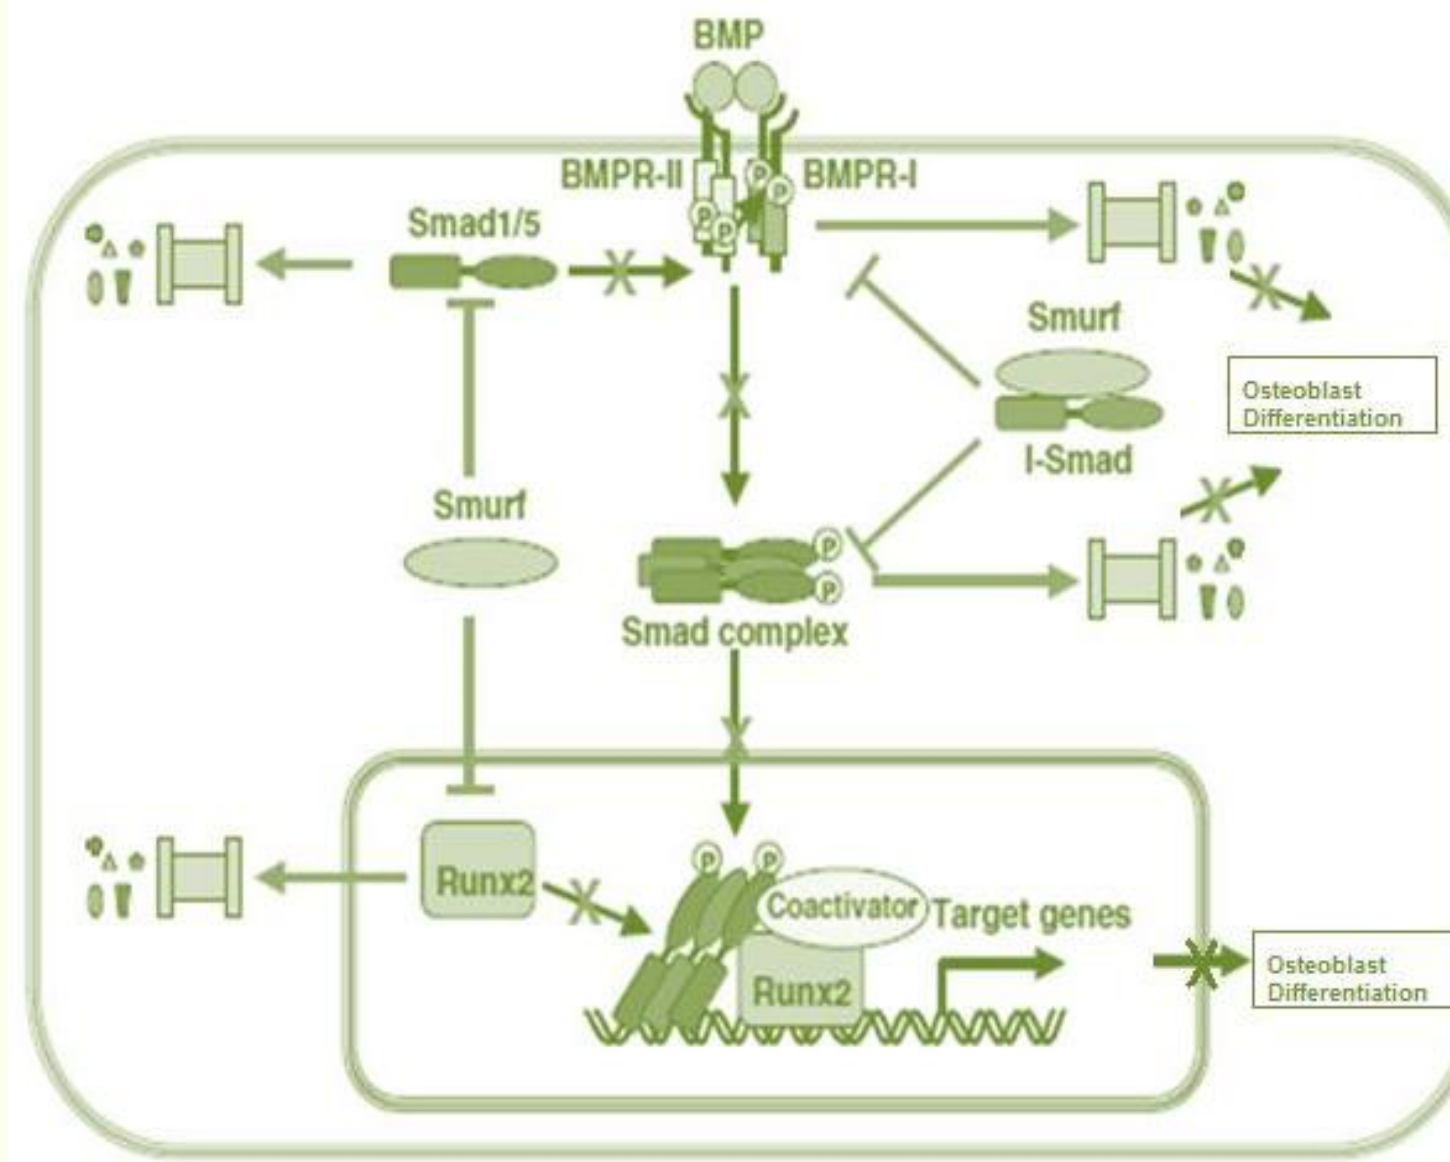 BMP
BMPR-II
BMPR-I
P
P
P
P
Smad1/5
Smurf
Osteoblast
Differentiation
I-Smad
Smurf
P
P
Smad complex
P
P
Runx2
Coactivator
Target genes
Runx2
Osteoblast
Differentiation